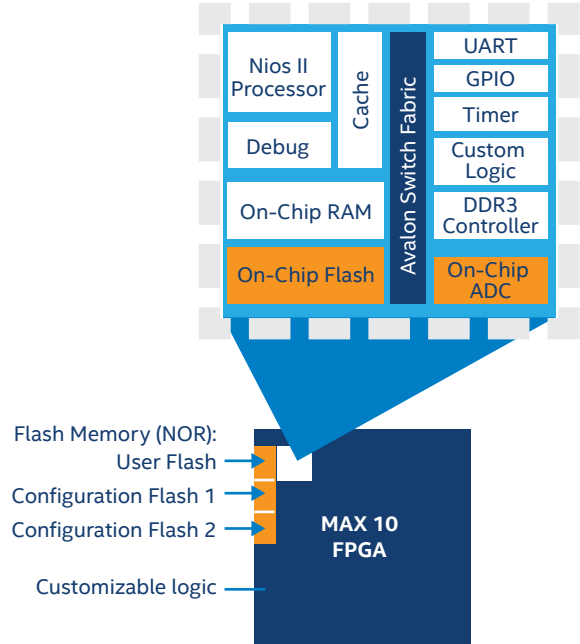 Nios II
Processor
Cache
Debug
On-Chip RAM
On-Chip Flash
Avalon Switch Fabric
UART
GPIO
Timer
Custom
Logic
DDR3
Controller
On-Chip
ADC
Flash Memory (NOR):
User Flash
Configuration Flash 1
Configuration Flash 2
Customizable logic
MAX 10
FPGA